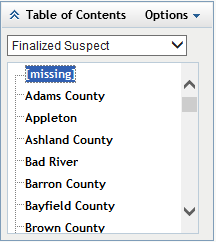 Table of Contents Options
Finalized Suspect
[missing]
Adams County
Appleton
Ashland County
Bad River
Barron County
Bayfield County
Brown County